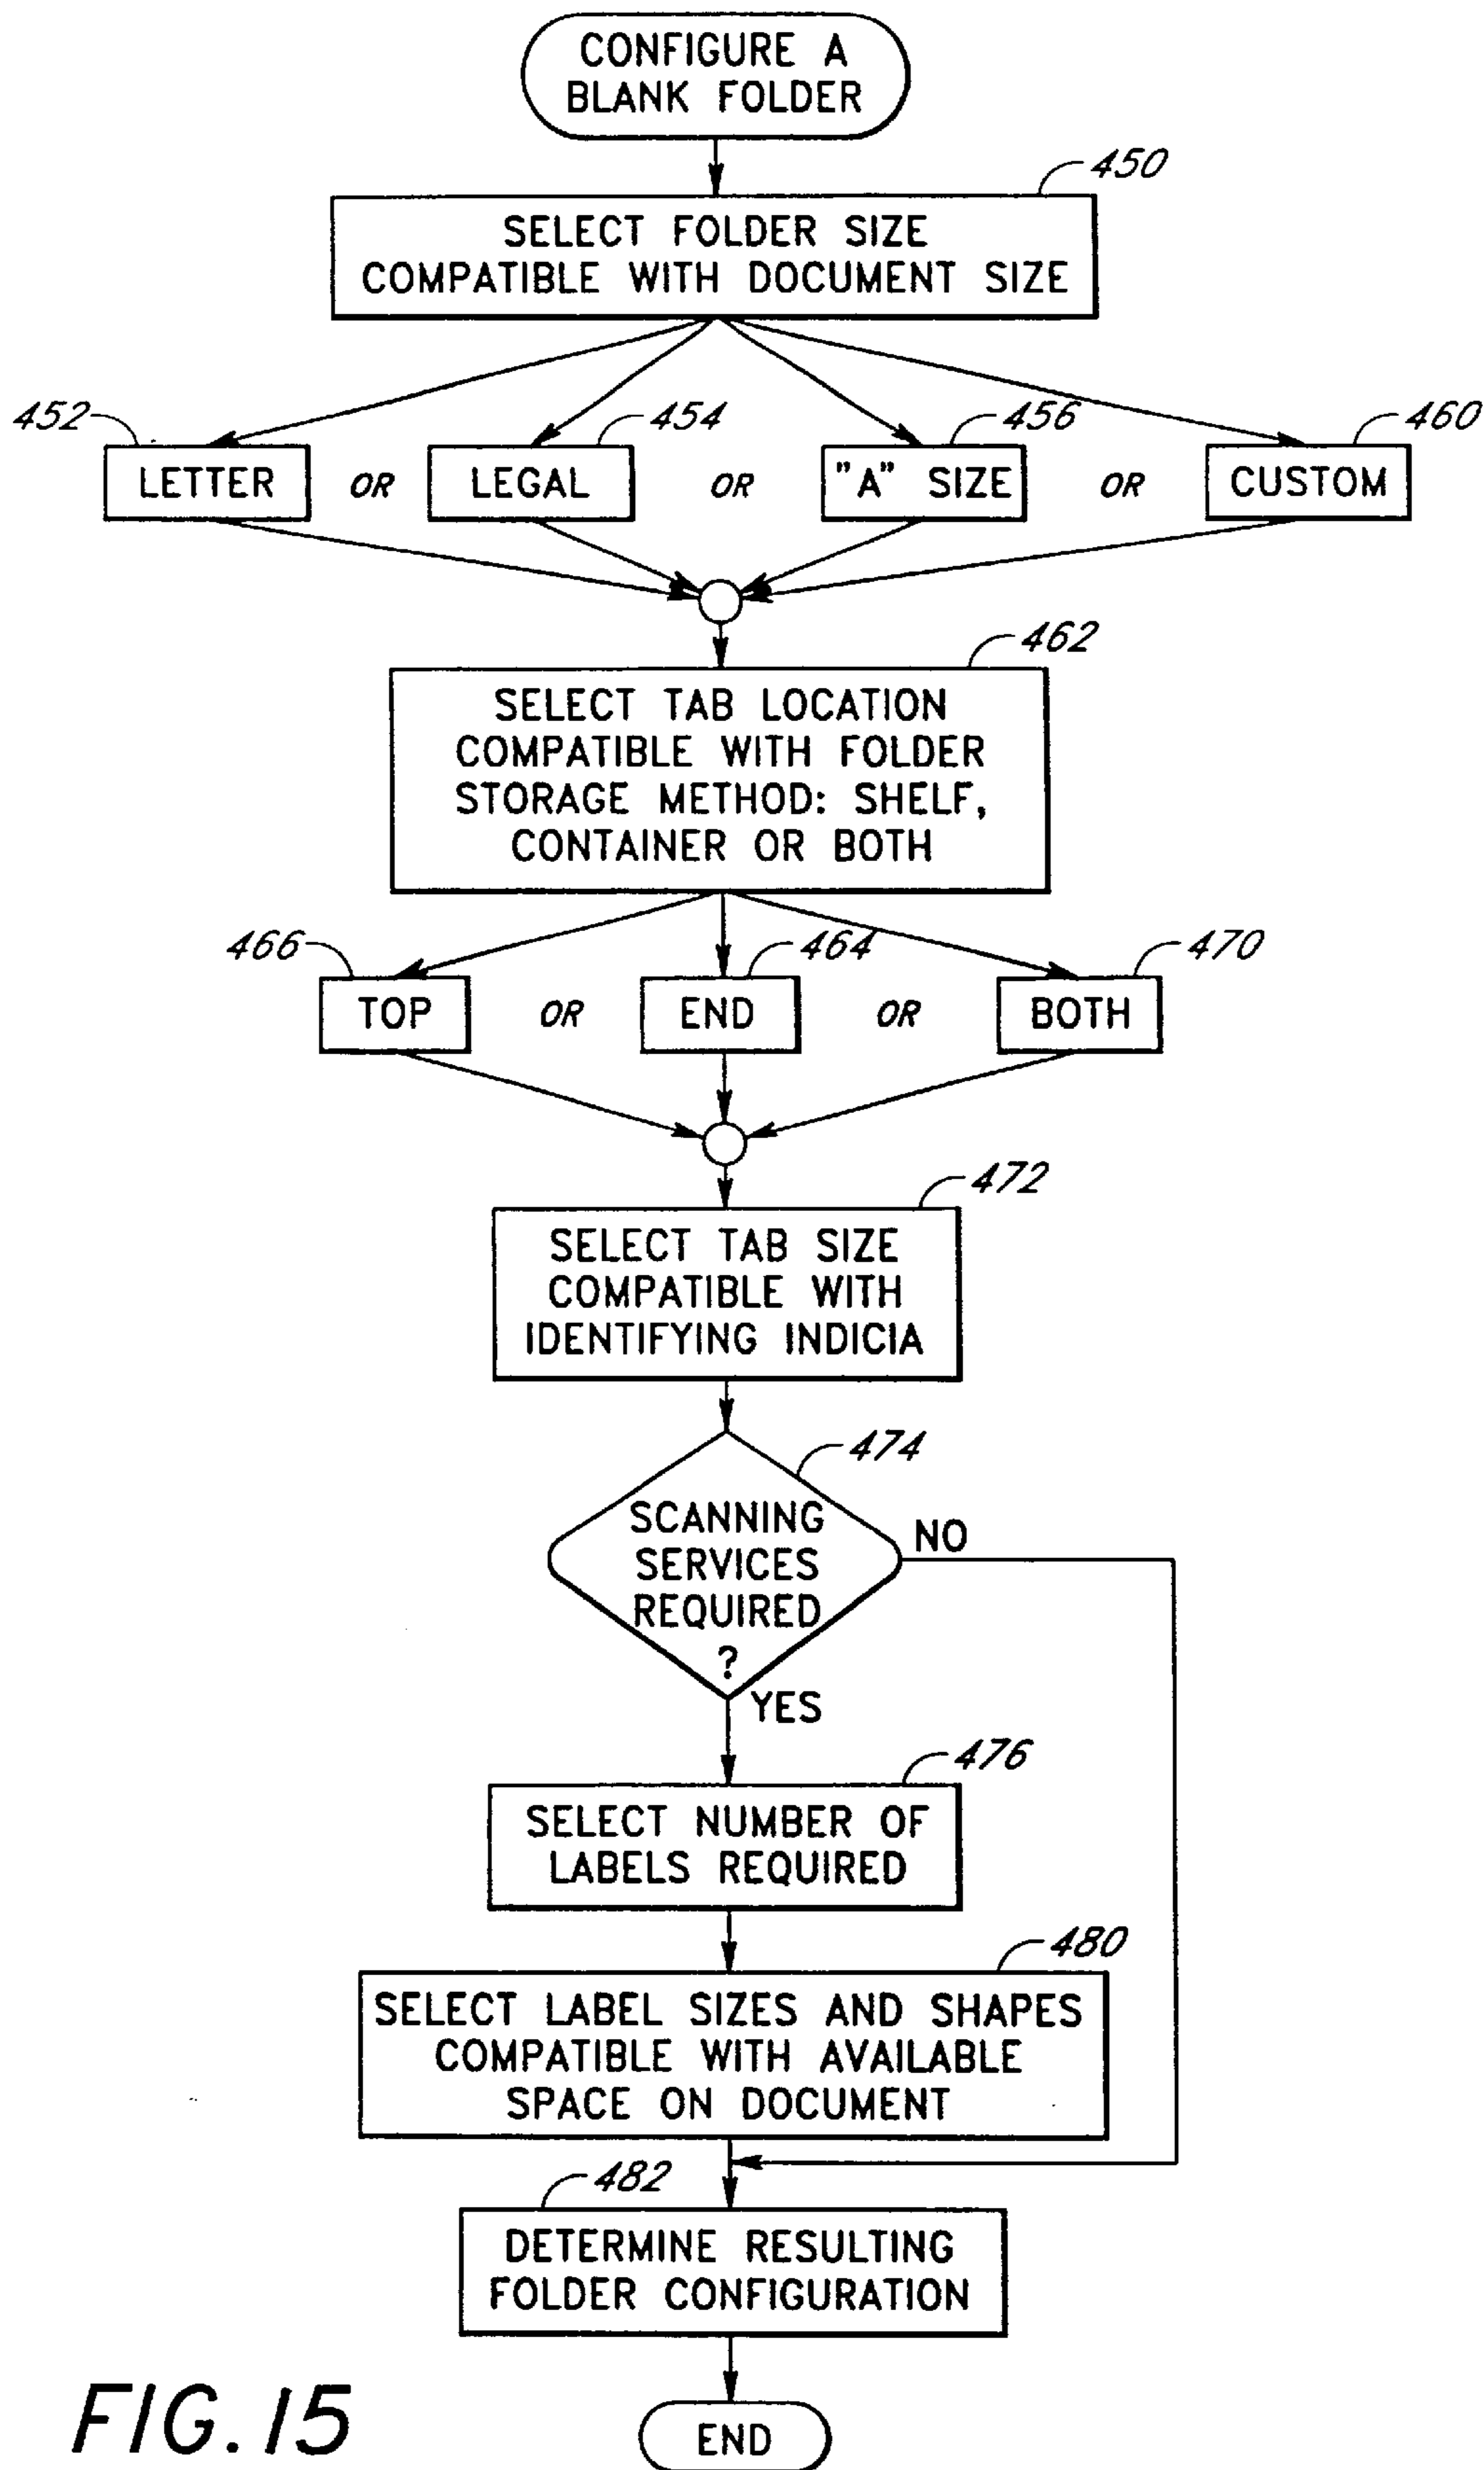 CONFIGURE A
BLANK FOLDER
450
SELECT FOLDER SIZE
COMPATIBLE WITH DOCUMENT SIZE
452
454
456
460
LETTER OR LEGAL OR "A" SIZE OR CUSTOM
462
SELECT TAB LOCATION
COMPATIBLE WITH FOLDER
STORAGE METHOD: SHELF,
CONTAINER OR BOTH
466
464
470
TOP OR END OR BOTH
472
SELECT TAB SIZE
COMPATIBLE WITH
IDENTIFYING INDICIA
474
SCANNING
SERVICES
REQUIRED
?
NO
YES
476
SELECT NUMBER OF
LABELS REQUIRED
480
SELECT LABEL SIZES AND SHAPES
COMPATIBLE WITH AVAILABLE
SPACE ON DOCUMENT
482
DETERMINE RESULTING
FOLDER CONFIGURATION
END
FIG. 15